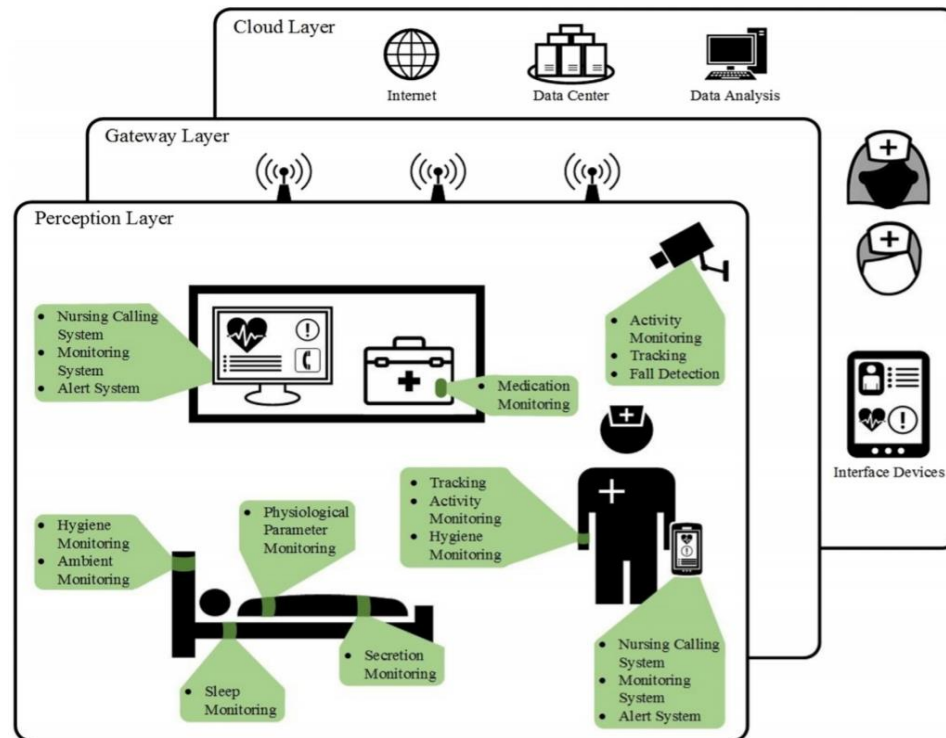 Cloud Layer
Internet
Data Center
Data Analysis
Gateway Layer
Perception Layer
• Nursing Calling
System
• Monitoring
System
• Alert System
• Medication
Monitoring
• Activity
Monitoring
• Tracking
• Fall Detection
Interface Devices
• Hygiene
Monitoring
• Ambient
Monitoring
• Physiological
Parameter
Monitoring
• Tracking
• Activity
Monitoring
• Hygiene
Monitoring
• Sleep
Monitoring
• Secretion
Monitoring
• Nursing Calling
System
• Monitoring
System
• Alert System